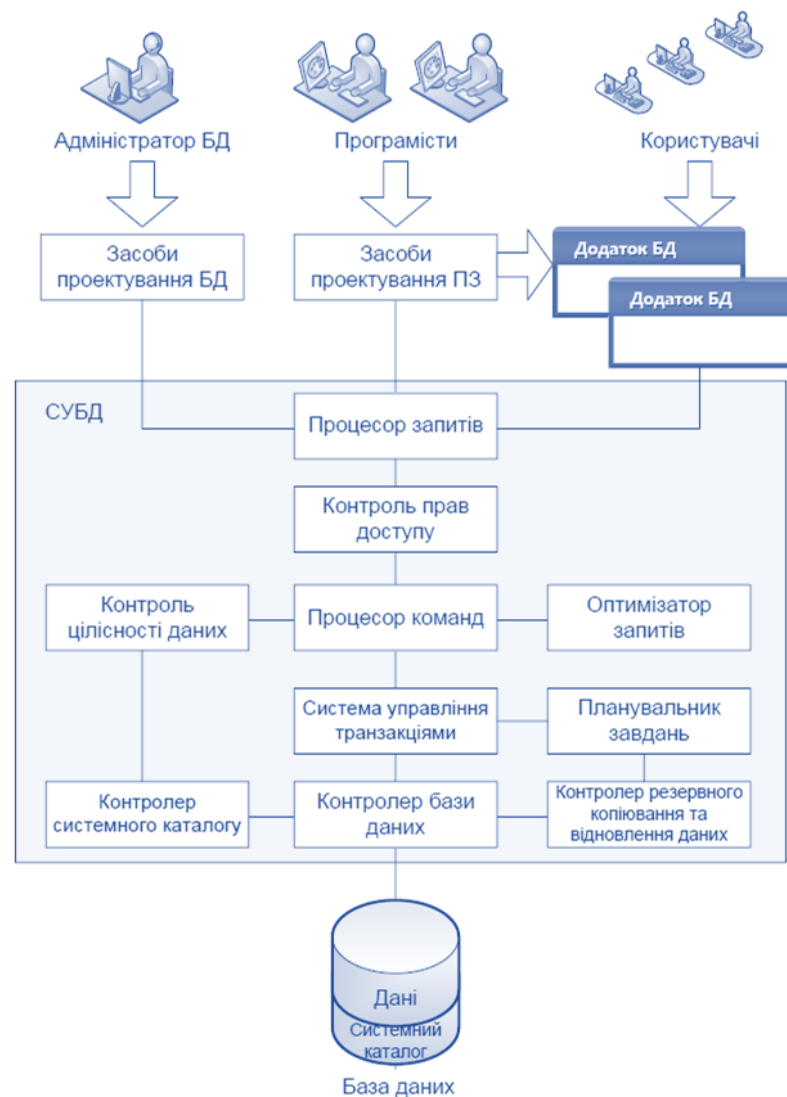 Адміністратор БД
Програмісти
Користувачі
Засоби
проектування БД
Засоби
проектування ПЗ
Додаток БД
Додаток БД
СУБД
Процесор запитів
Контроль прав
доступу
Контроль
цілісності даних
Процесор команд
Оптимізатор
запитів
Система управління
транзакціями
Планувальник
завдань
Контролер
системного каталогу
Контролер бази
даних
Контролер резервного
копіювання та
відновлення даних
Дані
Системний
каталог
База даних